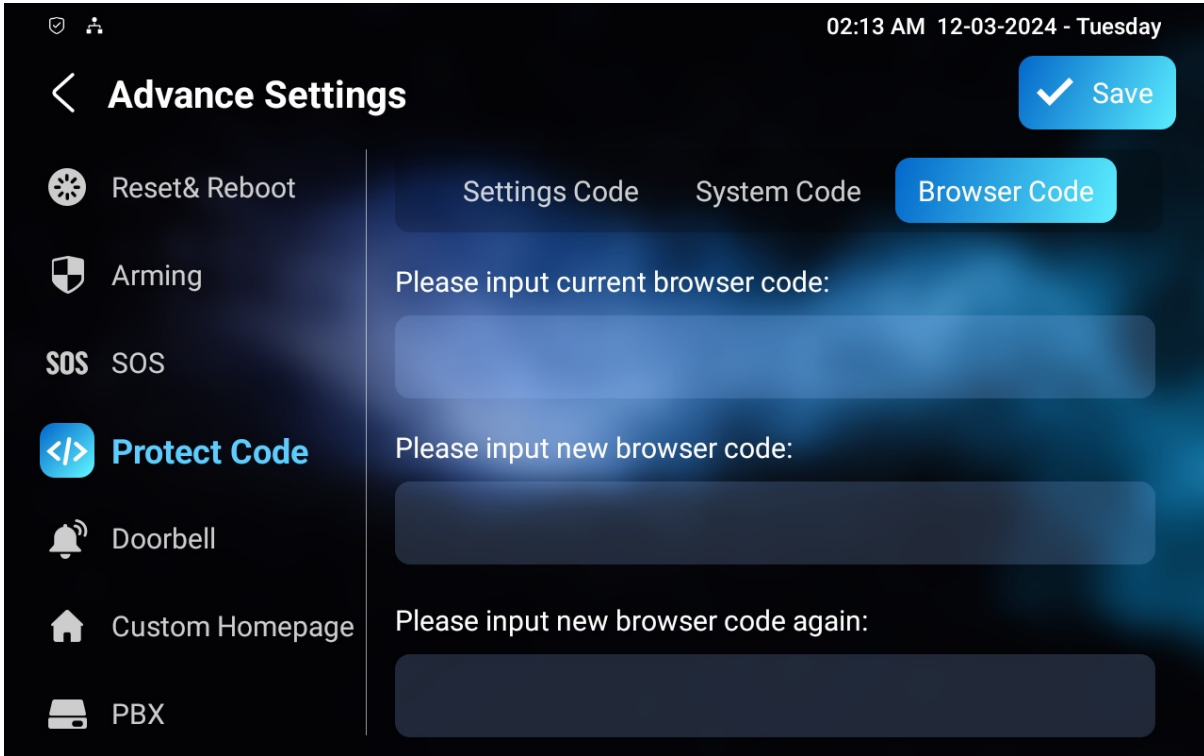 02:13 AM 12-03-2024 - Tuesday
Advance Settings
Save
Reset& Reboot
Arming
SOS SOS
Protect Code
Doorbell
Custom Homepage
PBX
Settings Code
System Code
Browser Code
Please input current browser code:
Please input new browser code:
Please input new browser code again: